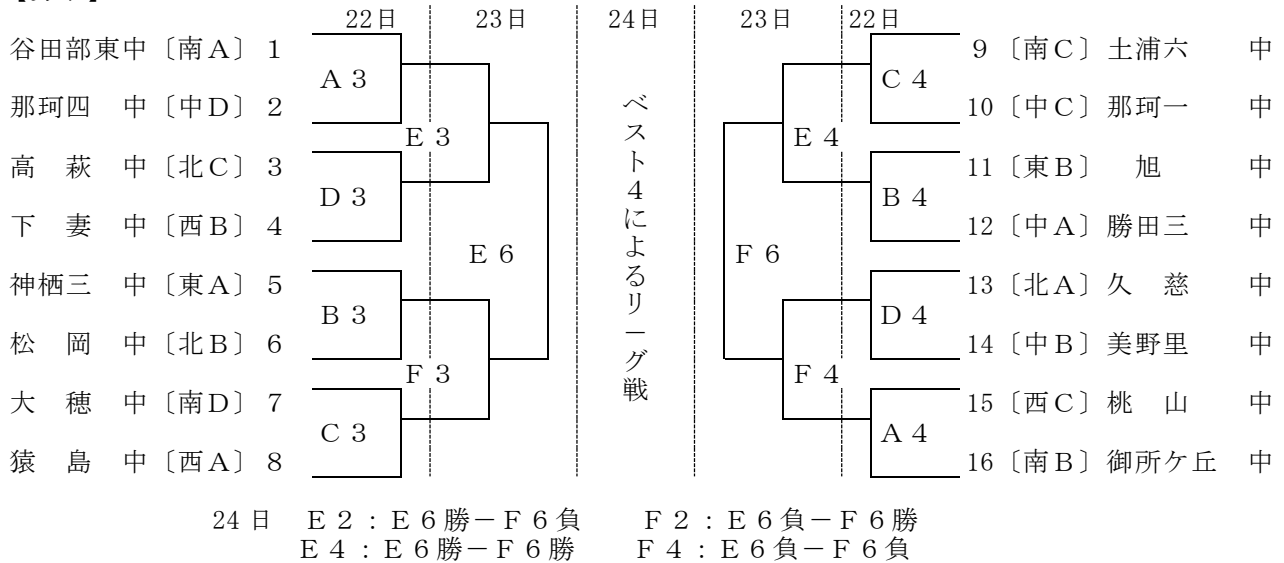 22日 23日 24日 23日 22日
谷田部東中〔南A〕1
那珂四 中〔中D〕2
高 萩 中〔北C〕3
下 妻 中〔西B〕4
神栖三 中〔東A〕5
松 岡 中〔北B〕6
大 穂 中〔南D〕7
猿 島 中〔西A〕8
A3
D3
B3
C3
E3
F3
E6
ベスト4によるリーグ戦
F6
E4
F4
C4
B4
D4
A4
9〔南C〕土浦六 中
10〔中C〕那珂一 中
11〔東B〕 旭 中
12〔中A〕勝田三 中
13〔北A〕久 慈 中
14〔中B〕美野里 中
15〔西C〕桃 山 中
16〔南B〕御所ケ丘 中
24日 E2:E6勝-F6負 F2:E6負-F6勝
E4:E6勝-F6勝 F4:E6負-F6負